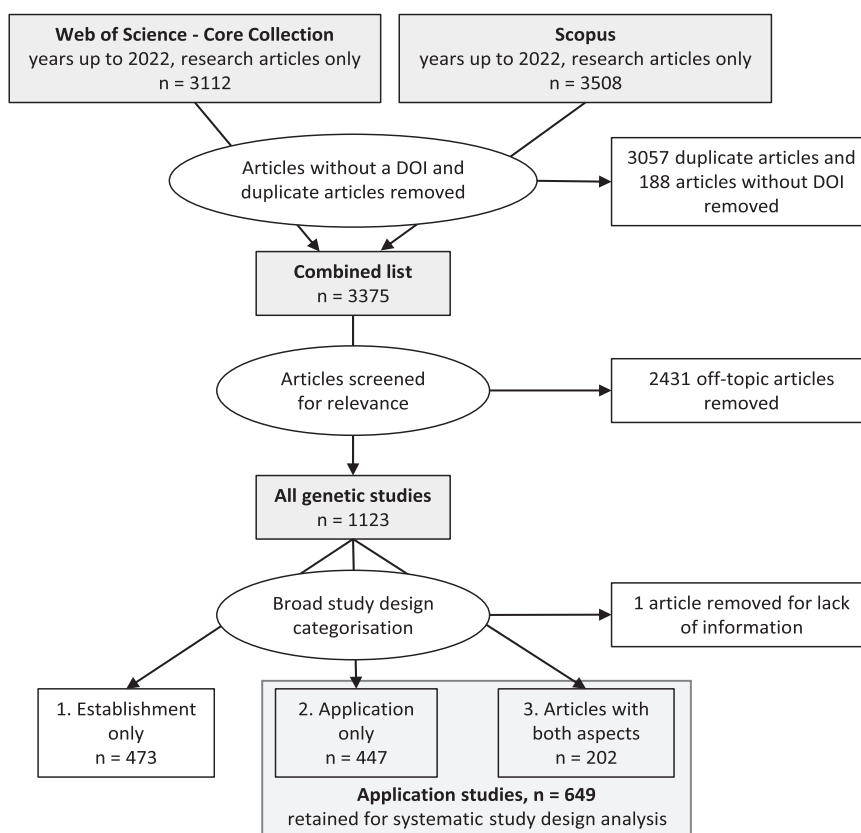 Web of Science - Core Collection
years up to 2022, research articles only
n = 3112
Scopus
years up to 2022, research articles only
n = 3508
Articles without a DOI and
duplicate articles removed
3057 duplicate articles and
188 articles without DOI
removed
Combined list
n = 3375
Articles screened
for relevance
2431 off-topic articles
removed
All genetic studies
n = 1123
Broad study design
categorisation
1 article removed for lack
of information
1. Establishment
only
n = 473
2. Application
only
n = 447
3. Articles with
both aspects
n = 202
Application studies, n = 649
retained for systematic study design analysis